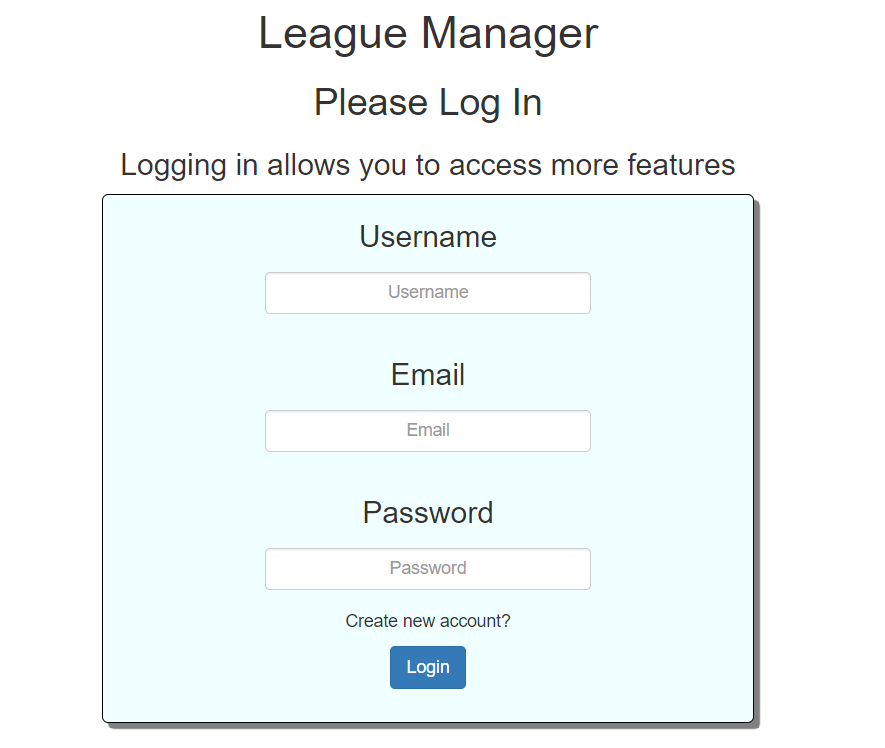 League Manager
Please Log In
Logging in allows you to access more features
Username
Username
Email
Email
Password
Password
Create new account?
Login